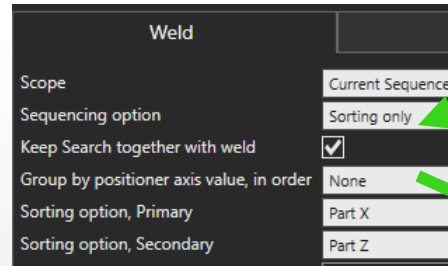 Weld
Scope Current Sequence
Sequencing option Sorting only
Keep Search together with weld
Group by positioner axis value, in order None
Sorting option, Primary Part X
Sorting option, Secondary Part Z